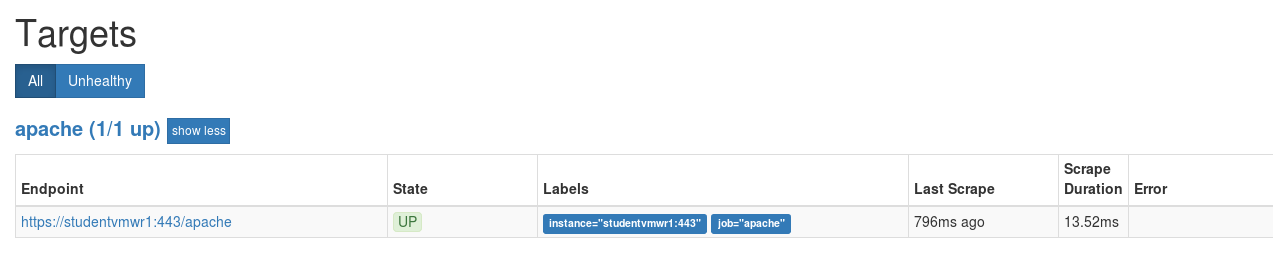 Targets
All Unhealthy
apache (1/1 up) show less
Endpoint State Labels Last Scrape Scrape Duration Error
https://studentvmwr1:443/apache UP instance="studentvmwr1:443" job="apache" 796ms ago 13.52ms